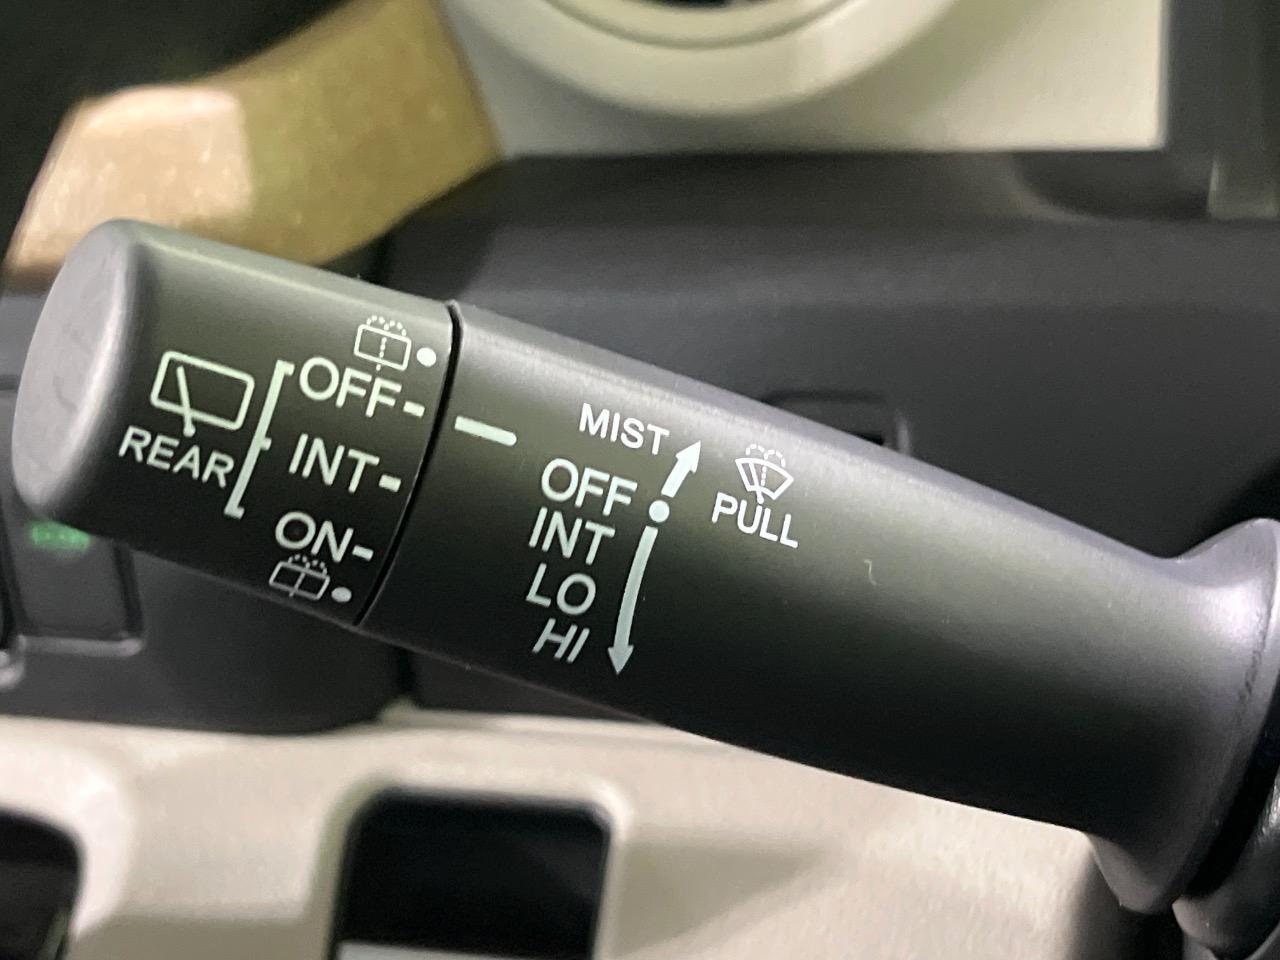 REAR
OFF
INT
ON
MIST
OFF
INT
LO
HI
PULL